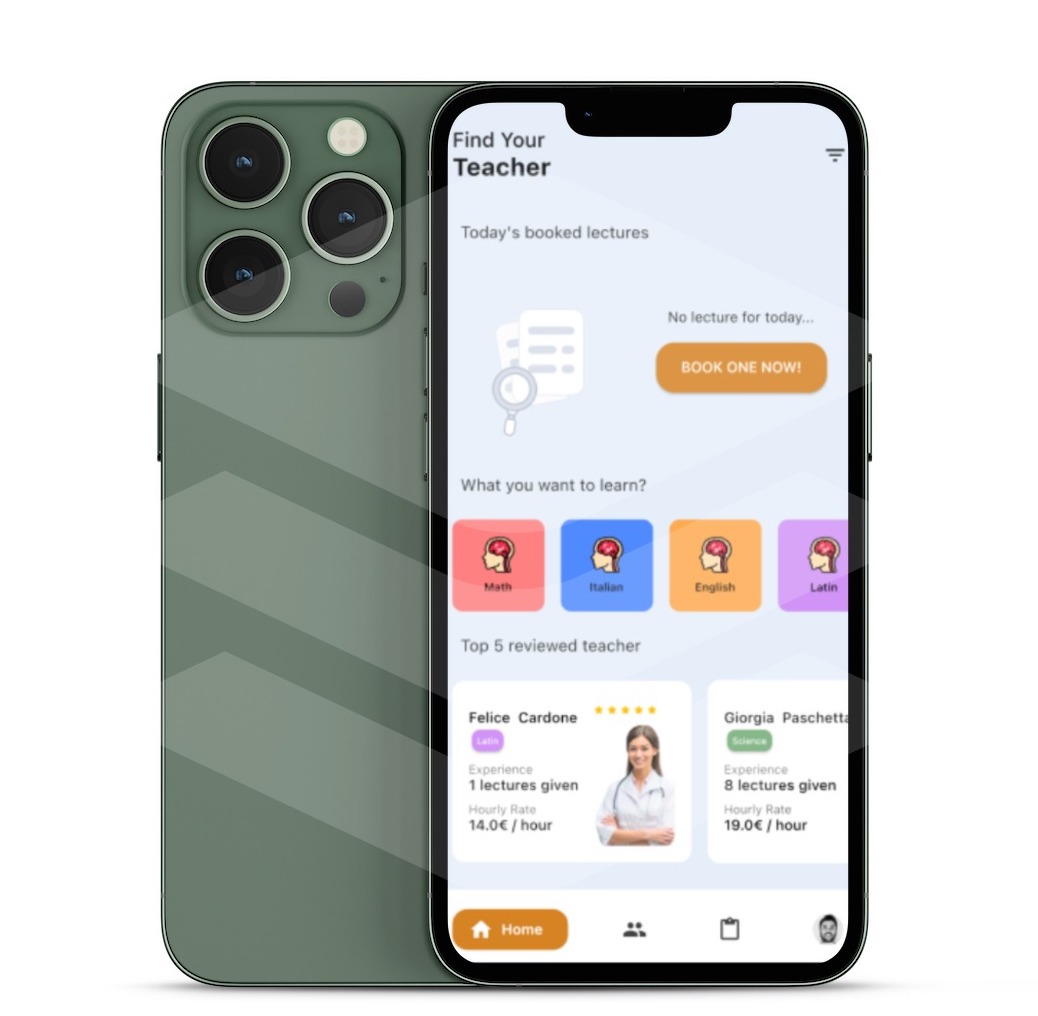 Find Your
Teacher
Today's booked lectures
No lecture for today...
BOOK ONE NOW!
What you want to learn?
Math
Italian
English
Latin
Top 5 reviewed teacher
Felice Cardone
Latin
Experience
1 lectures given
Hourly Rate
14.0€ / hour
Giorgia Paschetta
Science
Experience
8 lectures given
Hourly Rate
19.0€ / hour
Home